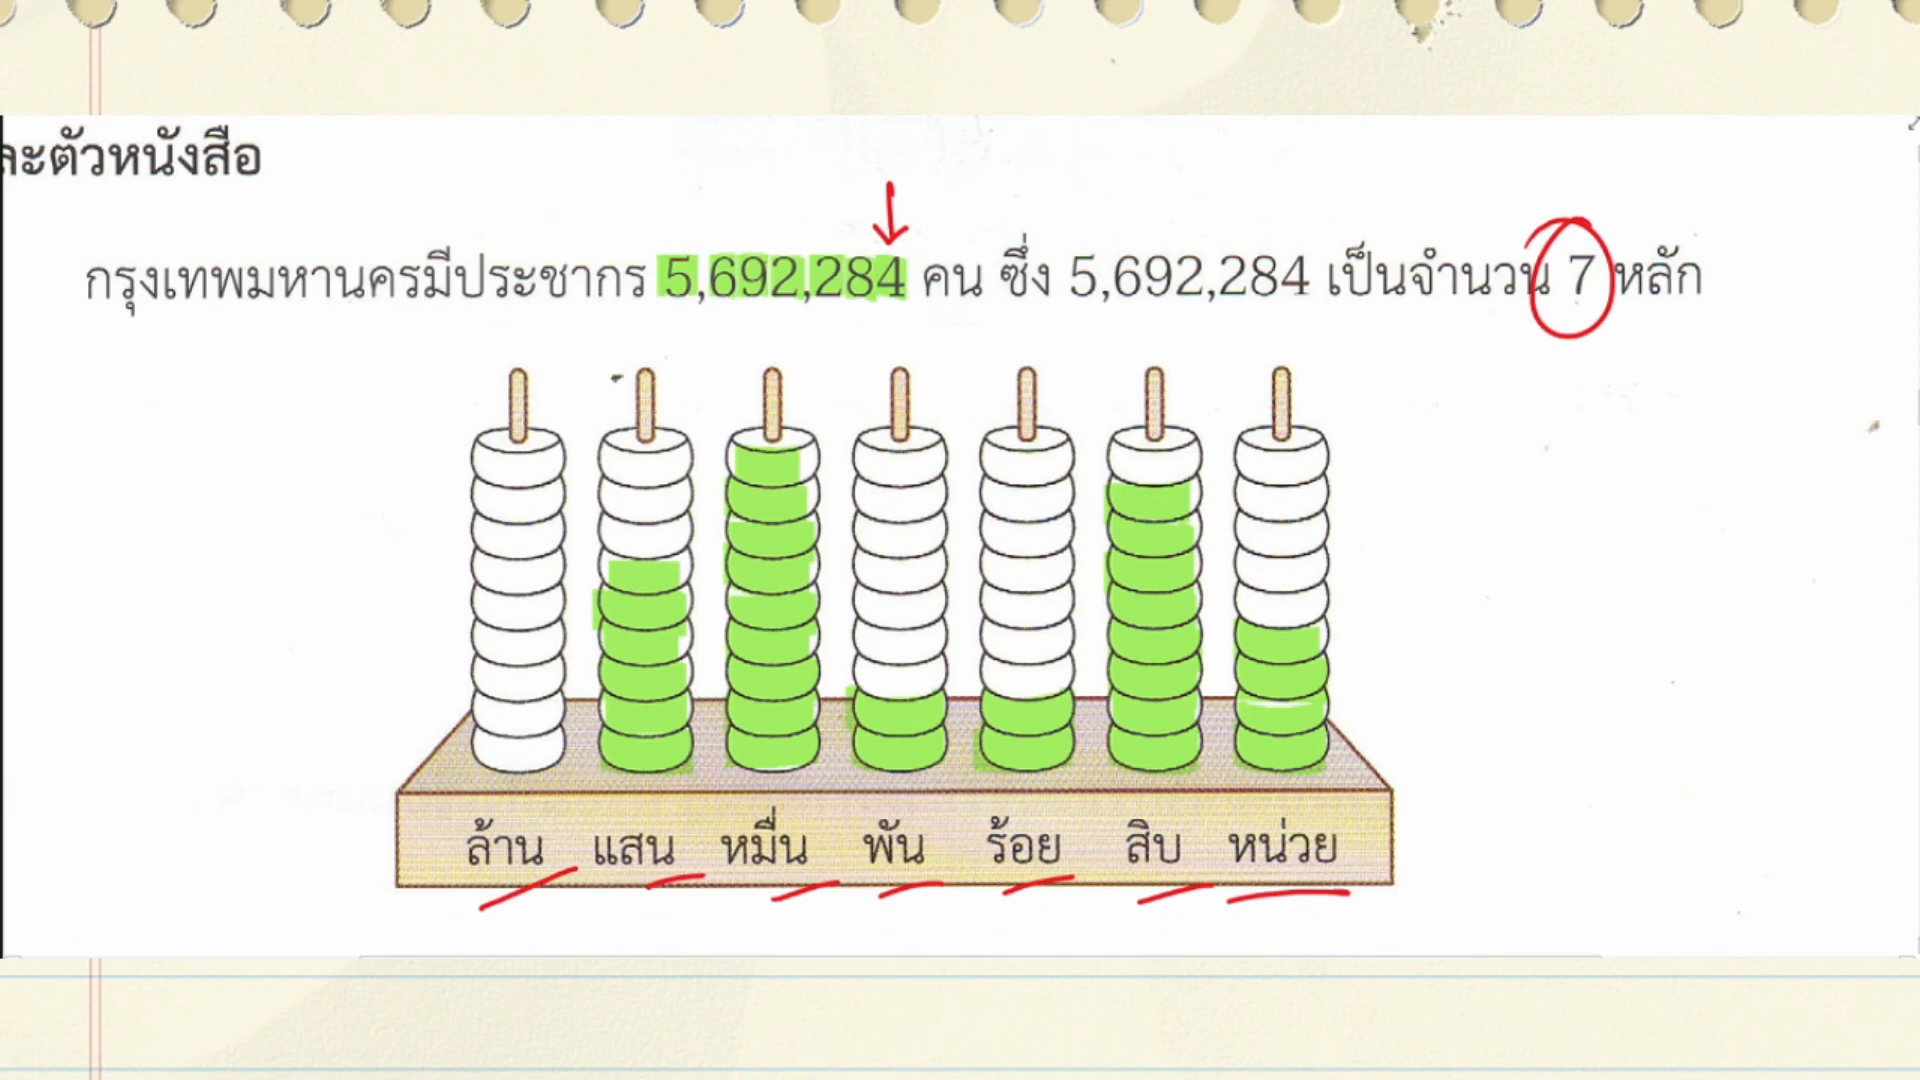 ละตัวหนังสือ
กรุงเทพมหานครมีประชากร 5,692,284 คน ซึ่ง 5,692,284 เป็นจำนวน 7 หลัก
ล้าน แสน หมื่น พัน ร้อย สิบ หน่วย